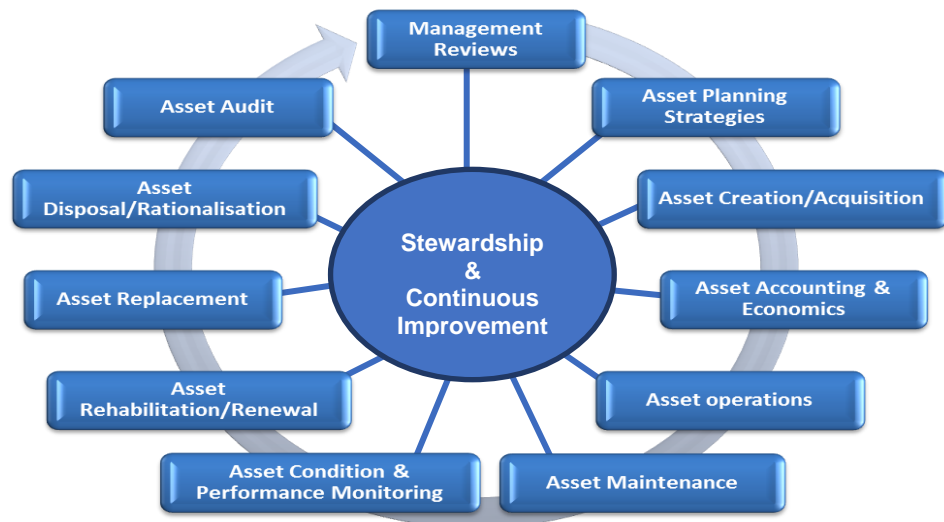 Management
Reviews
Asset Planning
Strategies
Asset Creation/Acquisition
Asset Accounting &
Economics
Asset operations
Asset Maintenance
Asset Condition &
Performance Monitoring
Asset
Rehabilitation/Renewal
Asset Replacement
Asset
Disposal/Rationalisation
Asset Audit
Stewardship
&
Continuous
Improvement